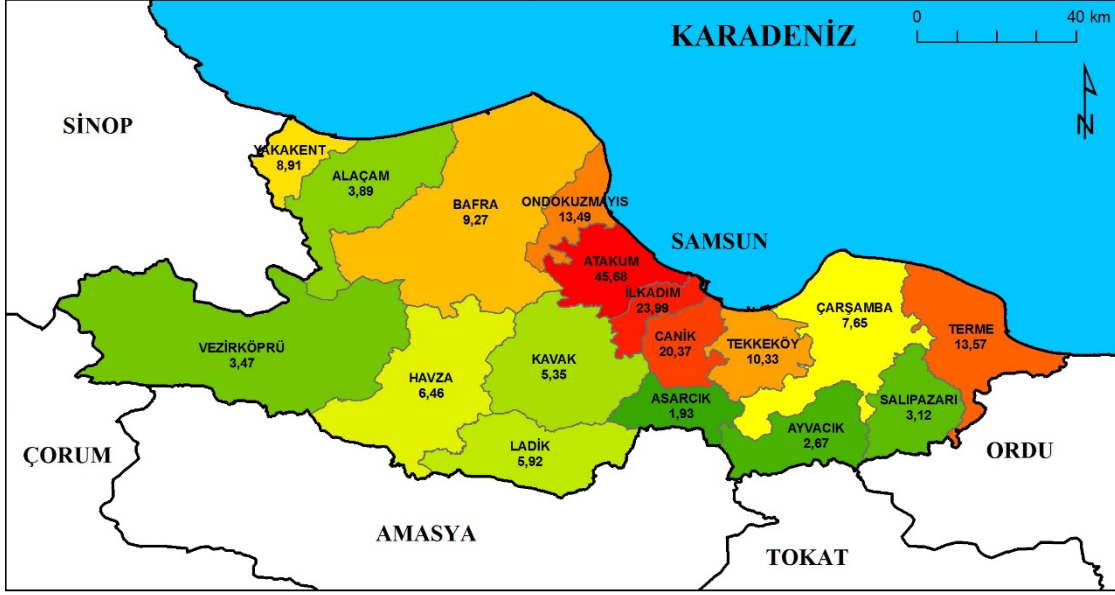 KARADENİZ
0 40 km
N
SİNOP
YAKAKENT
8,91
ALAÇAM
3,89
BAFRA
9,27
ONDOKUZMAYIS
13,49
SAMSUN
ATAKUM
45,68
İLKADIM
23,99
ÇARŞAMBA
7,65
TERME
13,57
VEZİRKÖPRÜ
3,47
CANİK
20,37
TEKKEKÖY
10,33
KAVAK
5,35
HAVZA
6,46
ASARCIK
1,93
SALIPAZARI
3,12
AYVACIK
2,67
LADİK
5,92
ÇORUM
ORDU
AMASYA
TOKAT